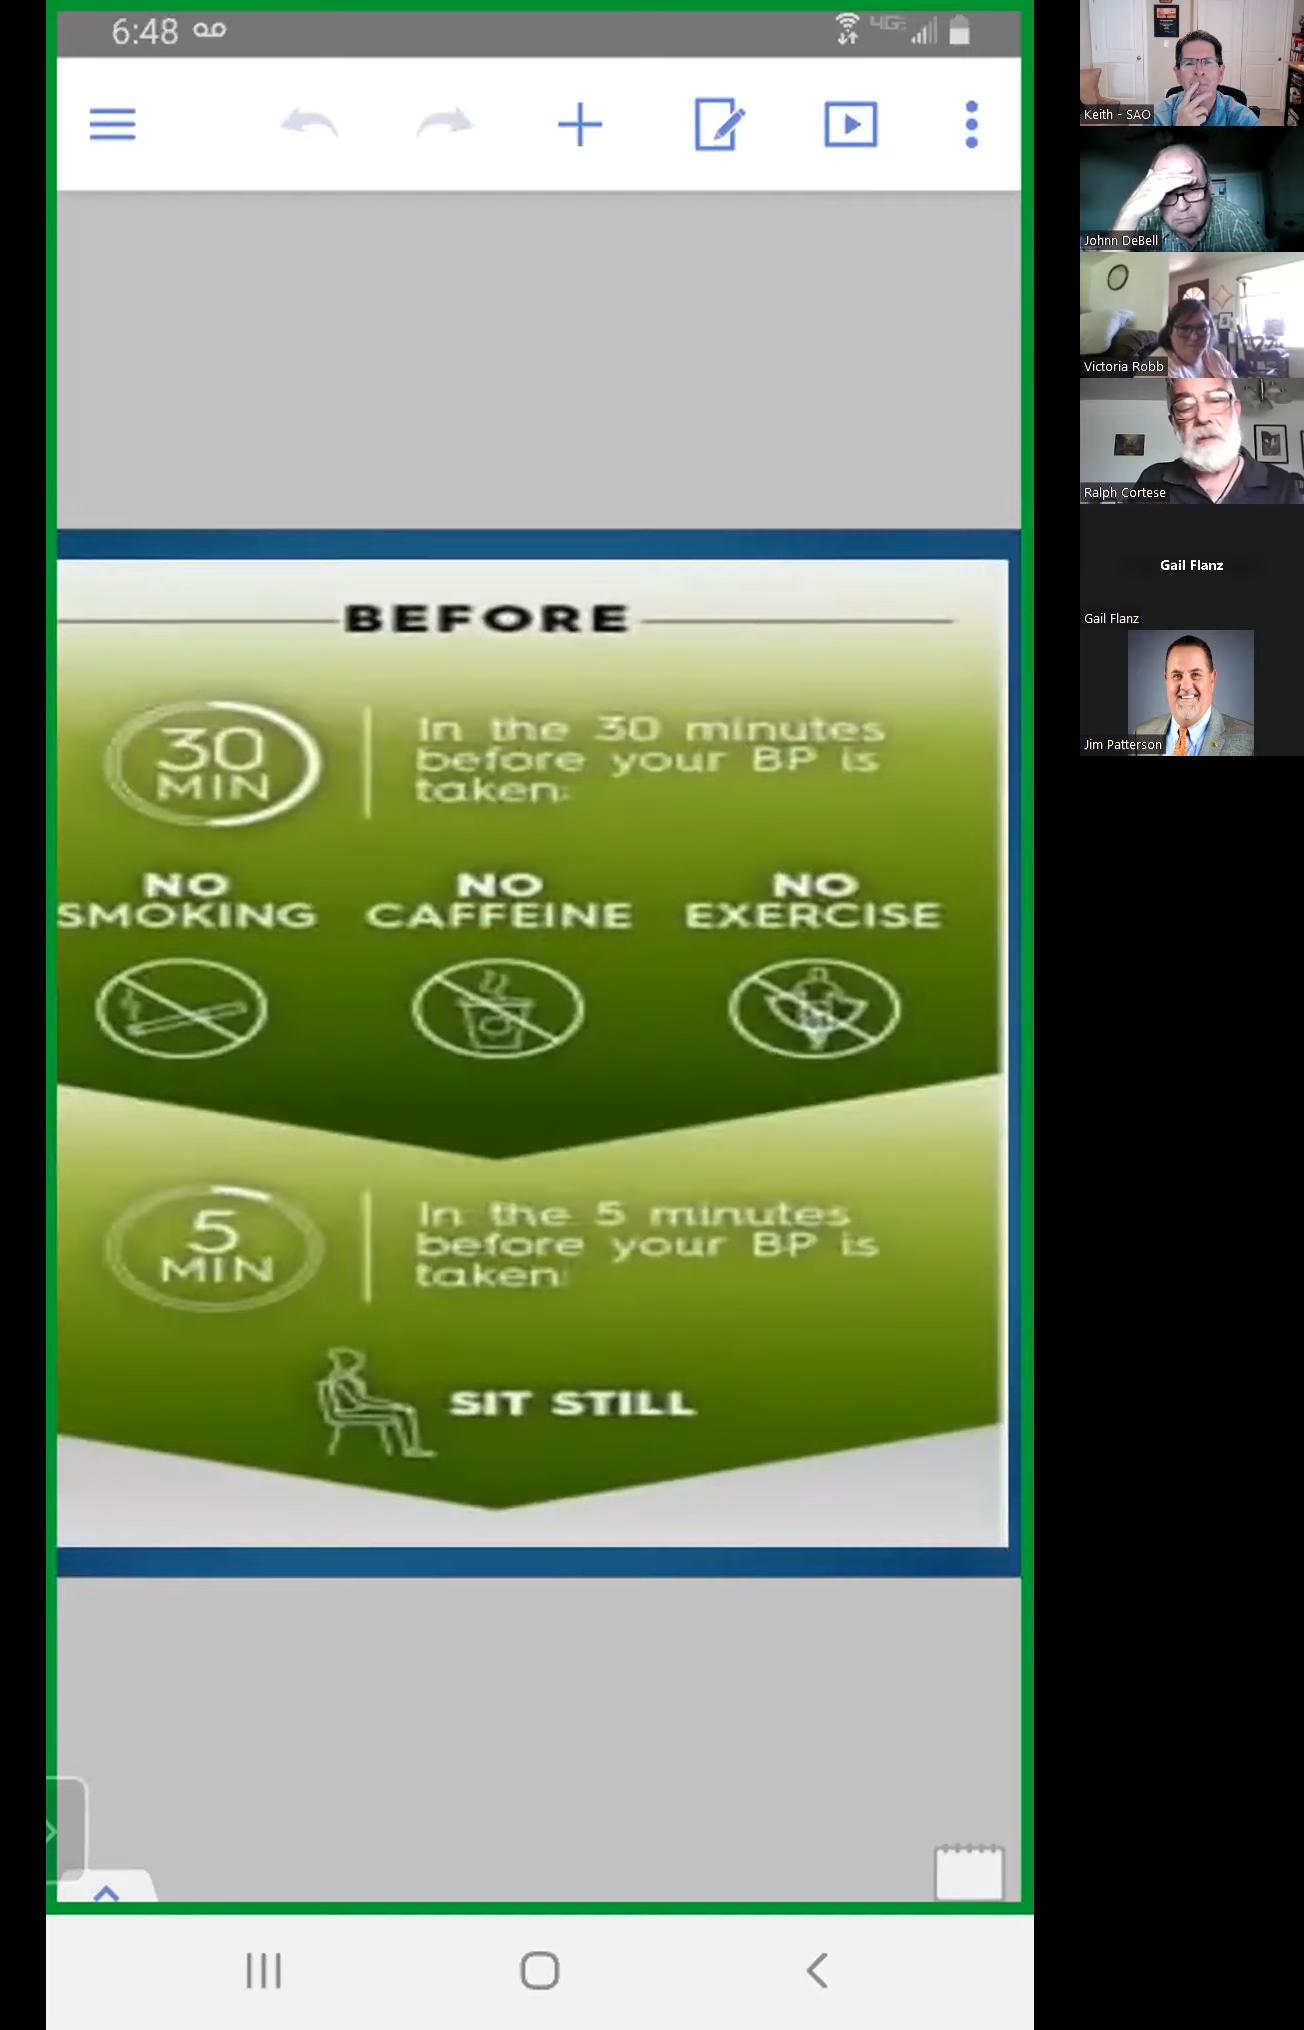 6:48
4G
BEFORE
30
MIN
In the 30 minutes
before your BP is
taken:
NO
SMOKING
NO
CAFFEINE
NO
EXERCISE
5
MIN
In the 5 minutes
before your BP is
taken:
SIT STILL
Keith - SAO
Johnn DeBell
Victoria Robb
Ralph Cortese
Gail Flanz
Gail Flanz
Jim Patterson